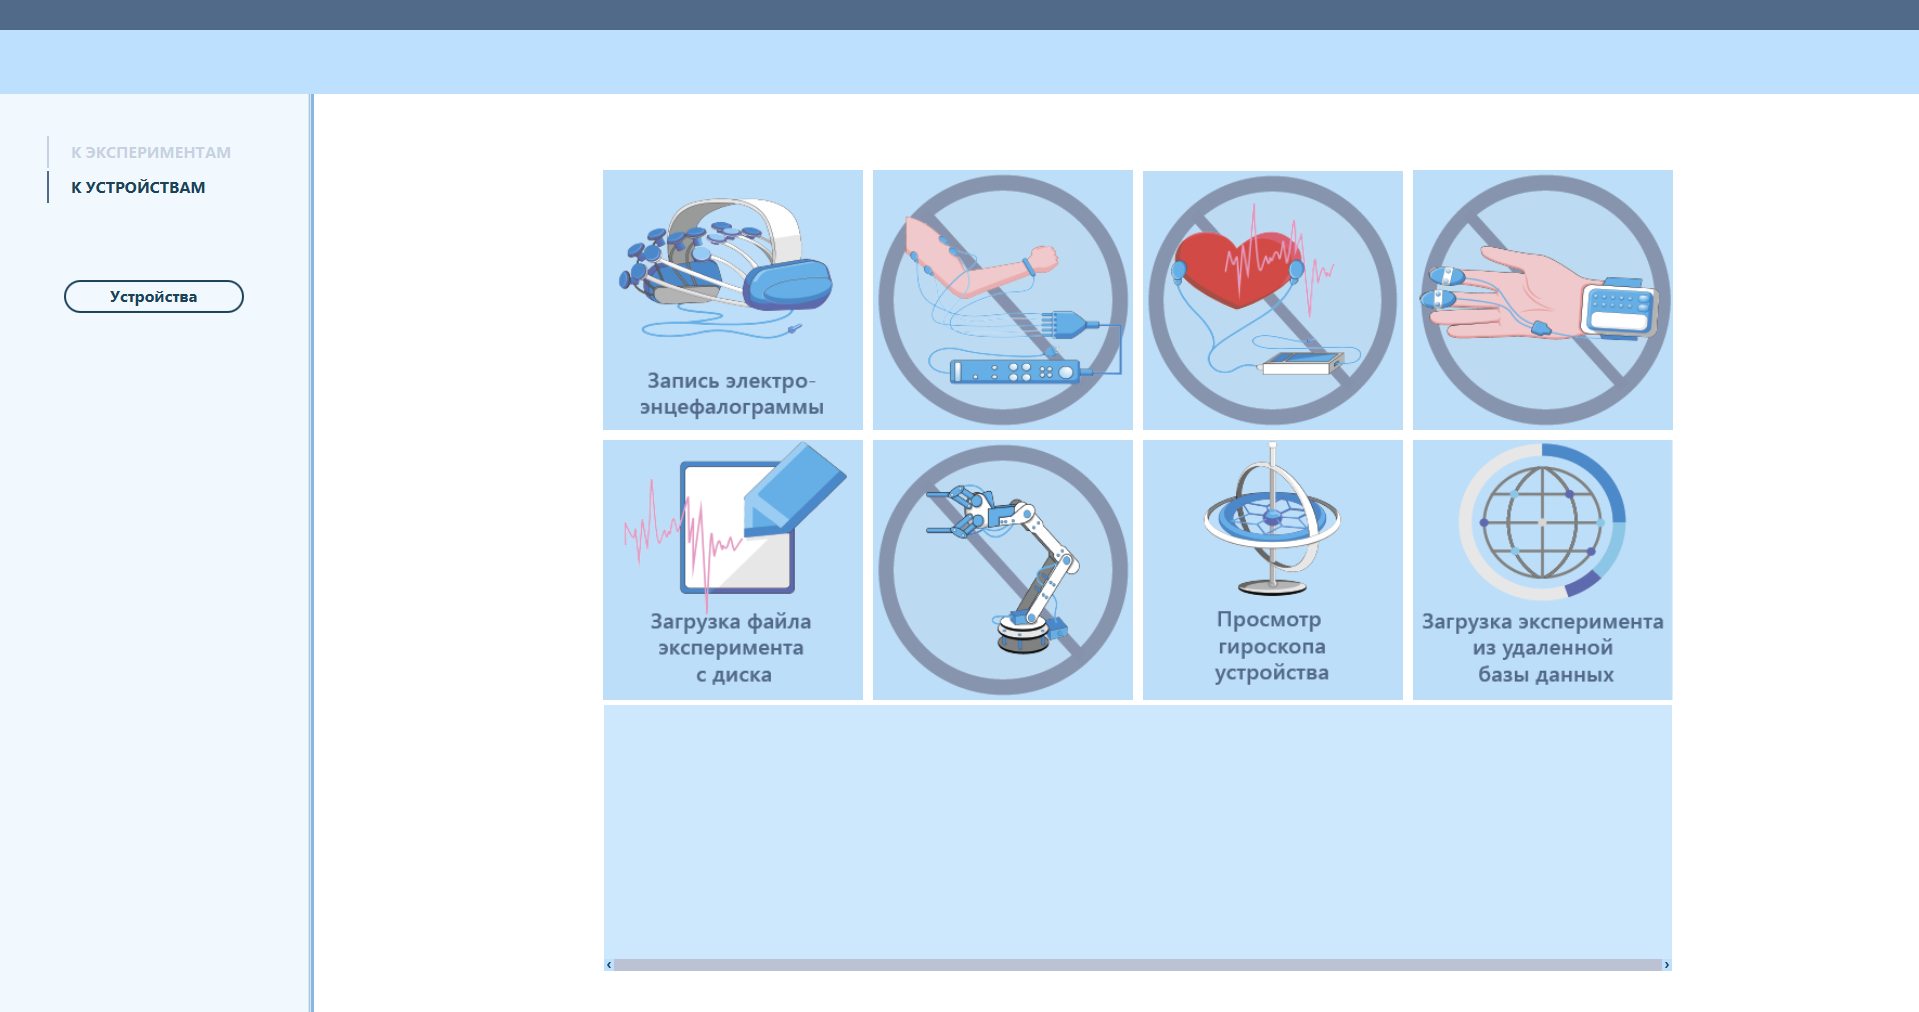 К ЭКСПЕРИМЕНТАМ
К УСТРОЙСТВАМ
Устройства
Запись электро-
энцефалограммы
Загрузка файла
эксперимента
с диска
Просмотр
гироскопа
устройства
Загрузка эксперимента
из удаленной
базы данных